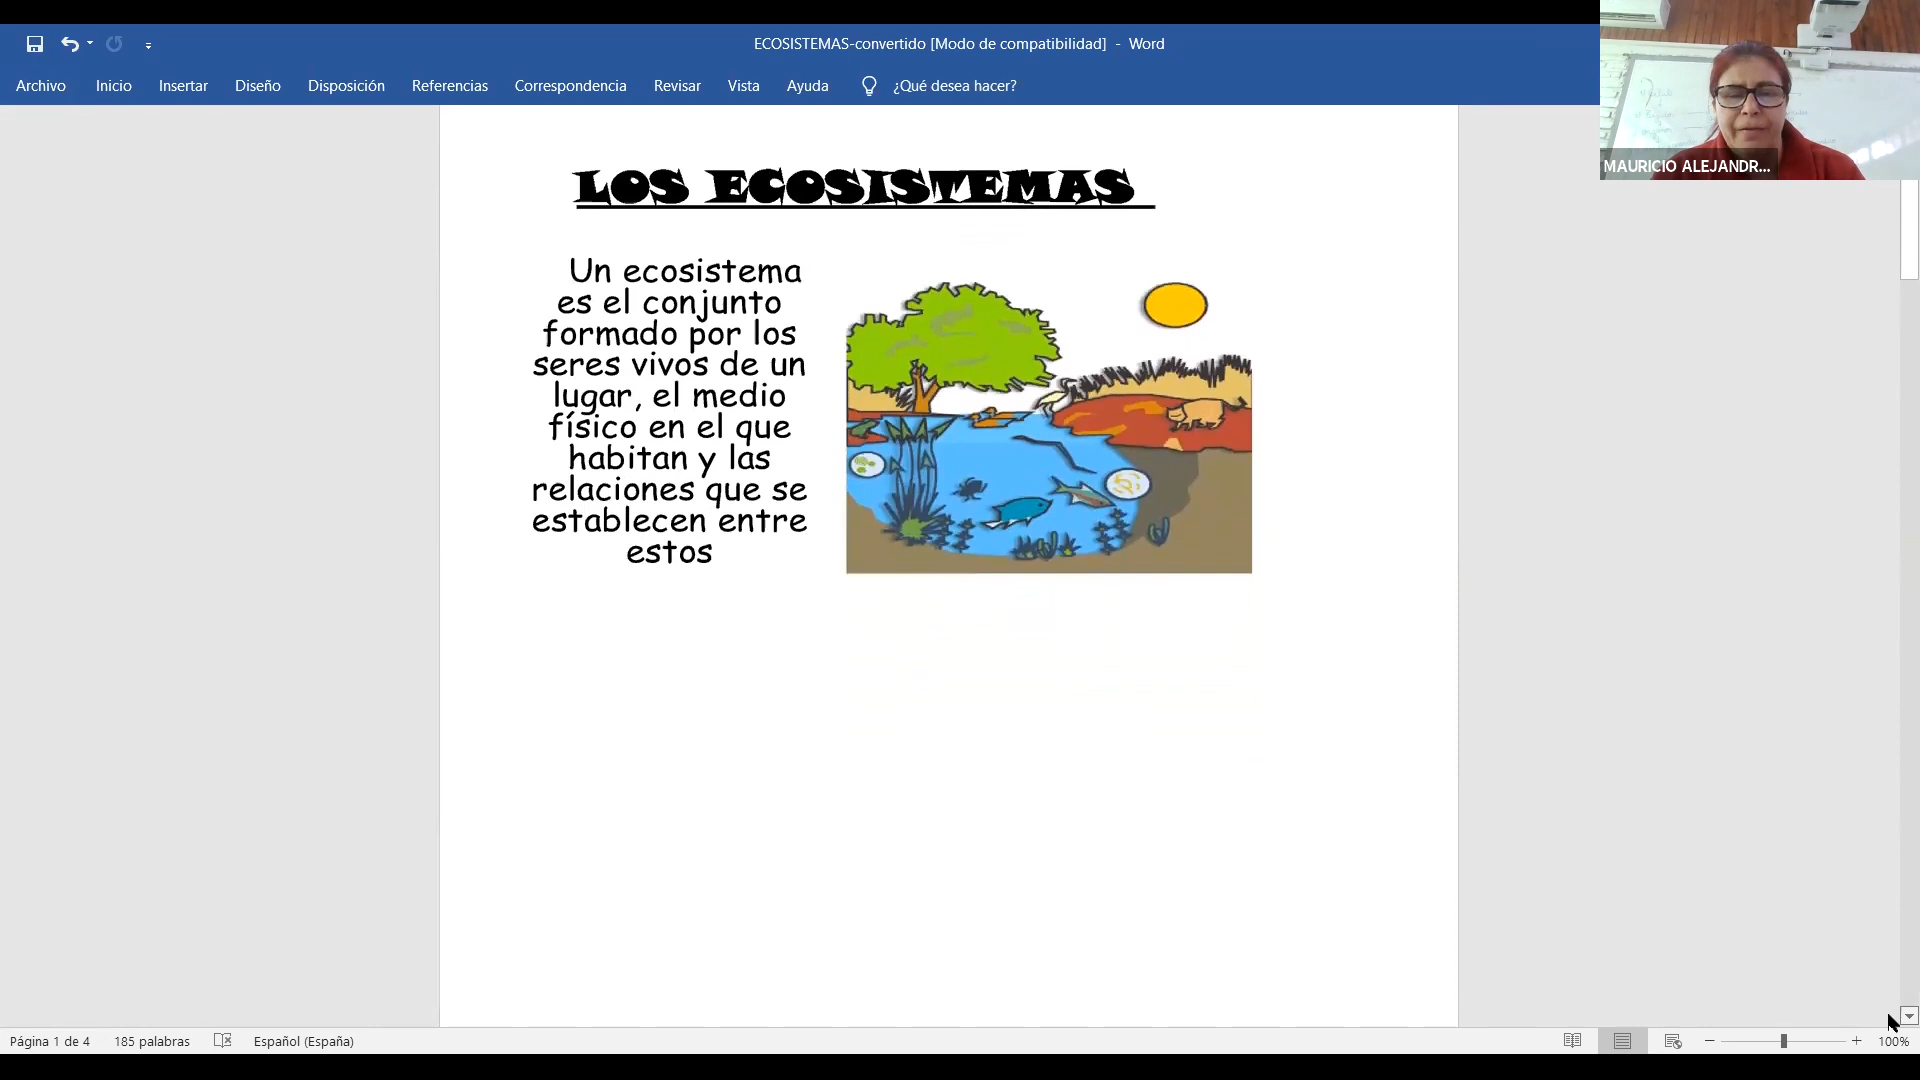 ECOSISTEMAS-convertido [Modo de compatibilidad] - Word
Archivo Inicio Insertar Diseño Disposición Referencias Correspondencia Revisar Vista Ayuda ¿Qué desea hacer?
MAURICIO ALEJANDR...
LOS ECOSISTEMAS
Un ecosistema
es el conjunto
formado por los
seres vivos de un
lugar, el medio
físico en el que
habitan y las
relaciones que se
establecen entre
estos
Página 1 de 4 185 palabras Español (España) 100%